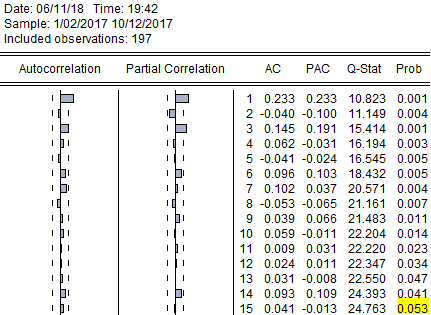 Date: 06/11/18 Time: 19:42
Sample: 1/02/2017 10/12/2017
Included observations: 197
Autocorrelation Partial Correlation AC PAC Q-Stat Prob
1 0.233 0.233 10.823 0.001
2 -0.040 -0.100 11.149 0.004
3 0.145 0.191 15.414 0.001
4 0.062 -0.031 16.194 0.003
5 -0.041 -0.024 16.545 0.005
6 0.096 0.103 18.432 0.005
7 0.102 0.037 20.571 0.004
8 -0.053 -0.065 21.161 0.007
9 0.039 0.066 21.483 0.011
10 0.059 -0.011 22.204 0.014
11 0.009 0.031 22.220 0.023
12 0.024 0.011 22.347 0.034
13 0.031 -0.008 22.550 0.047
14 0.093 0.109 24.393 0.041
15 0.041 -0.013 24.763 0.053